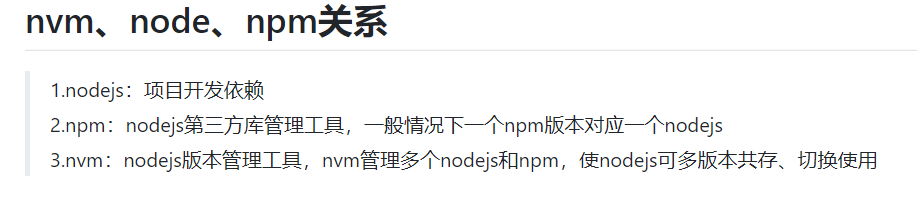 nvm、node、npm关系
1.nodejs：项目开发依赖
2.npm：nodejs第三方库管理工具，一般情况下一个npm版本对应一个nodejs
3.nvm：nodejs版本管理工具，nvm管理多个nodejs和npm，使nodejs可多版本共存、切换使用